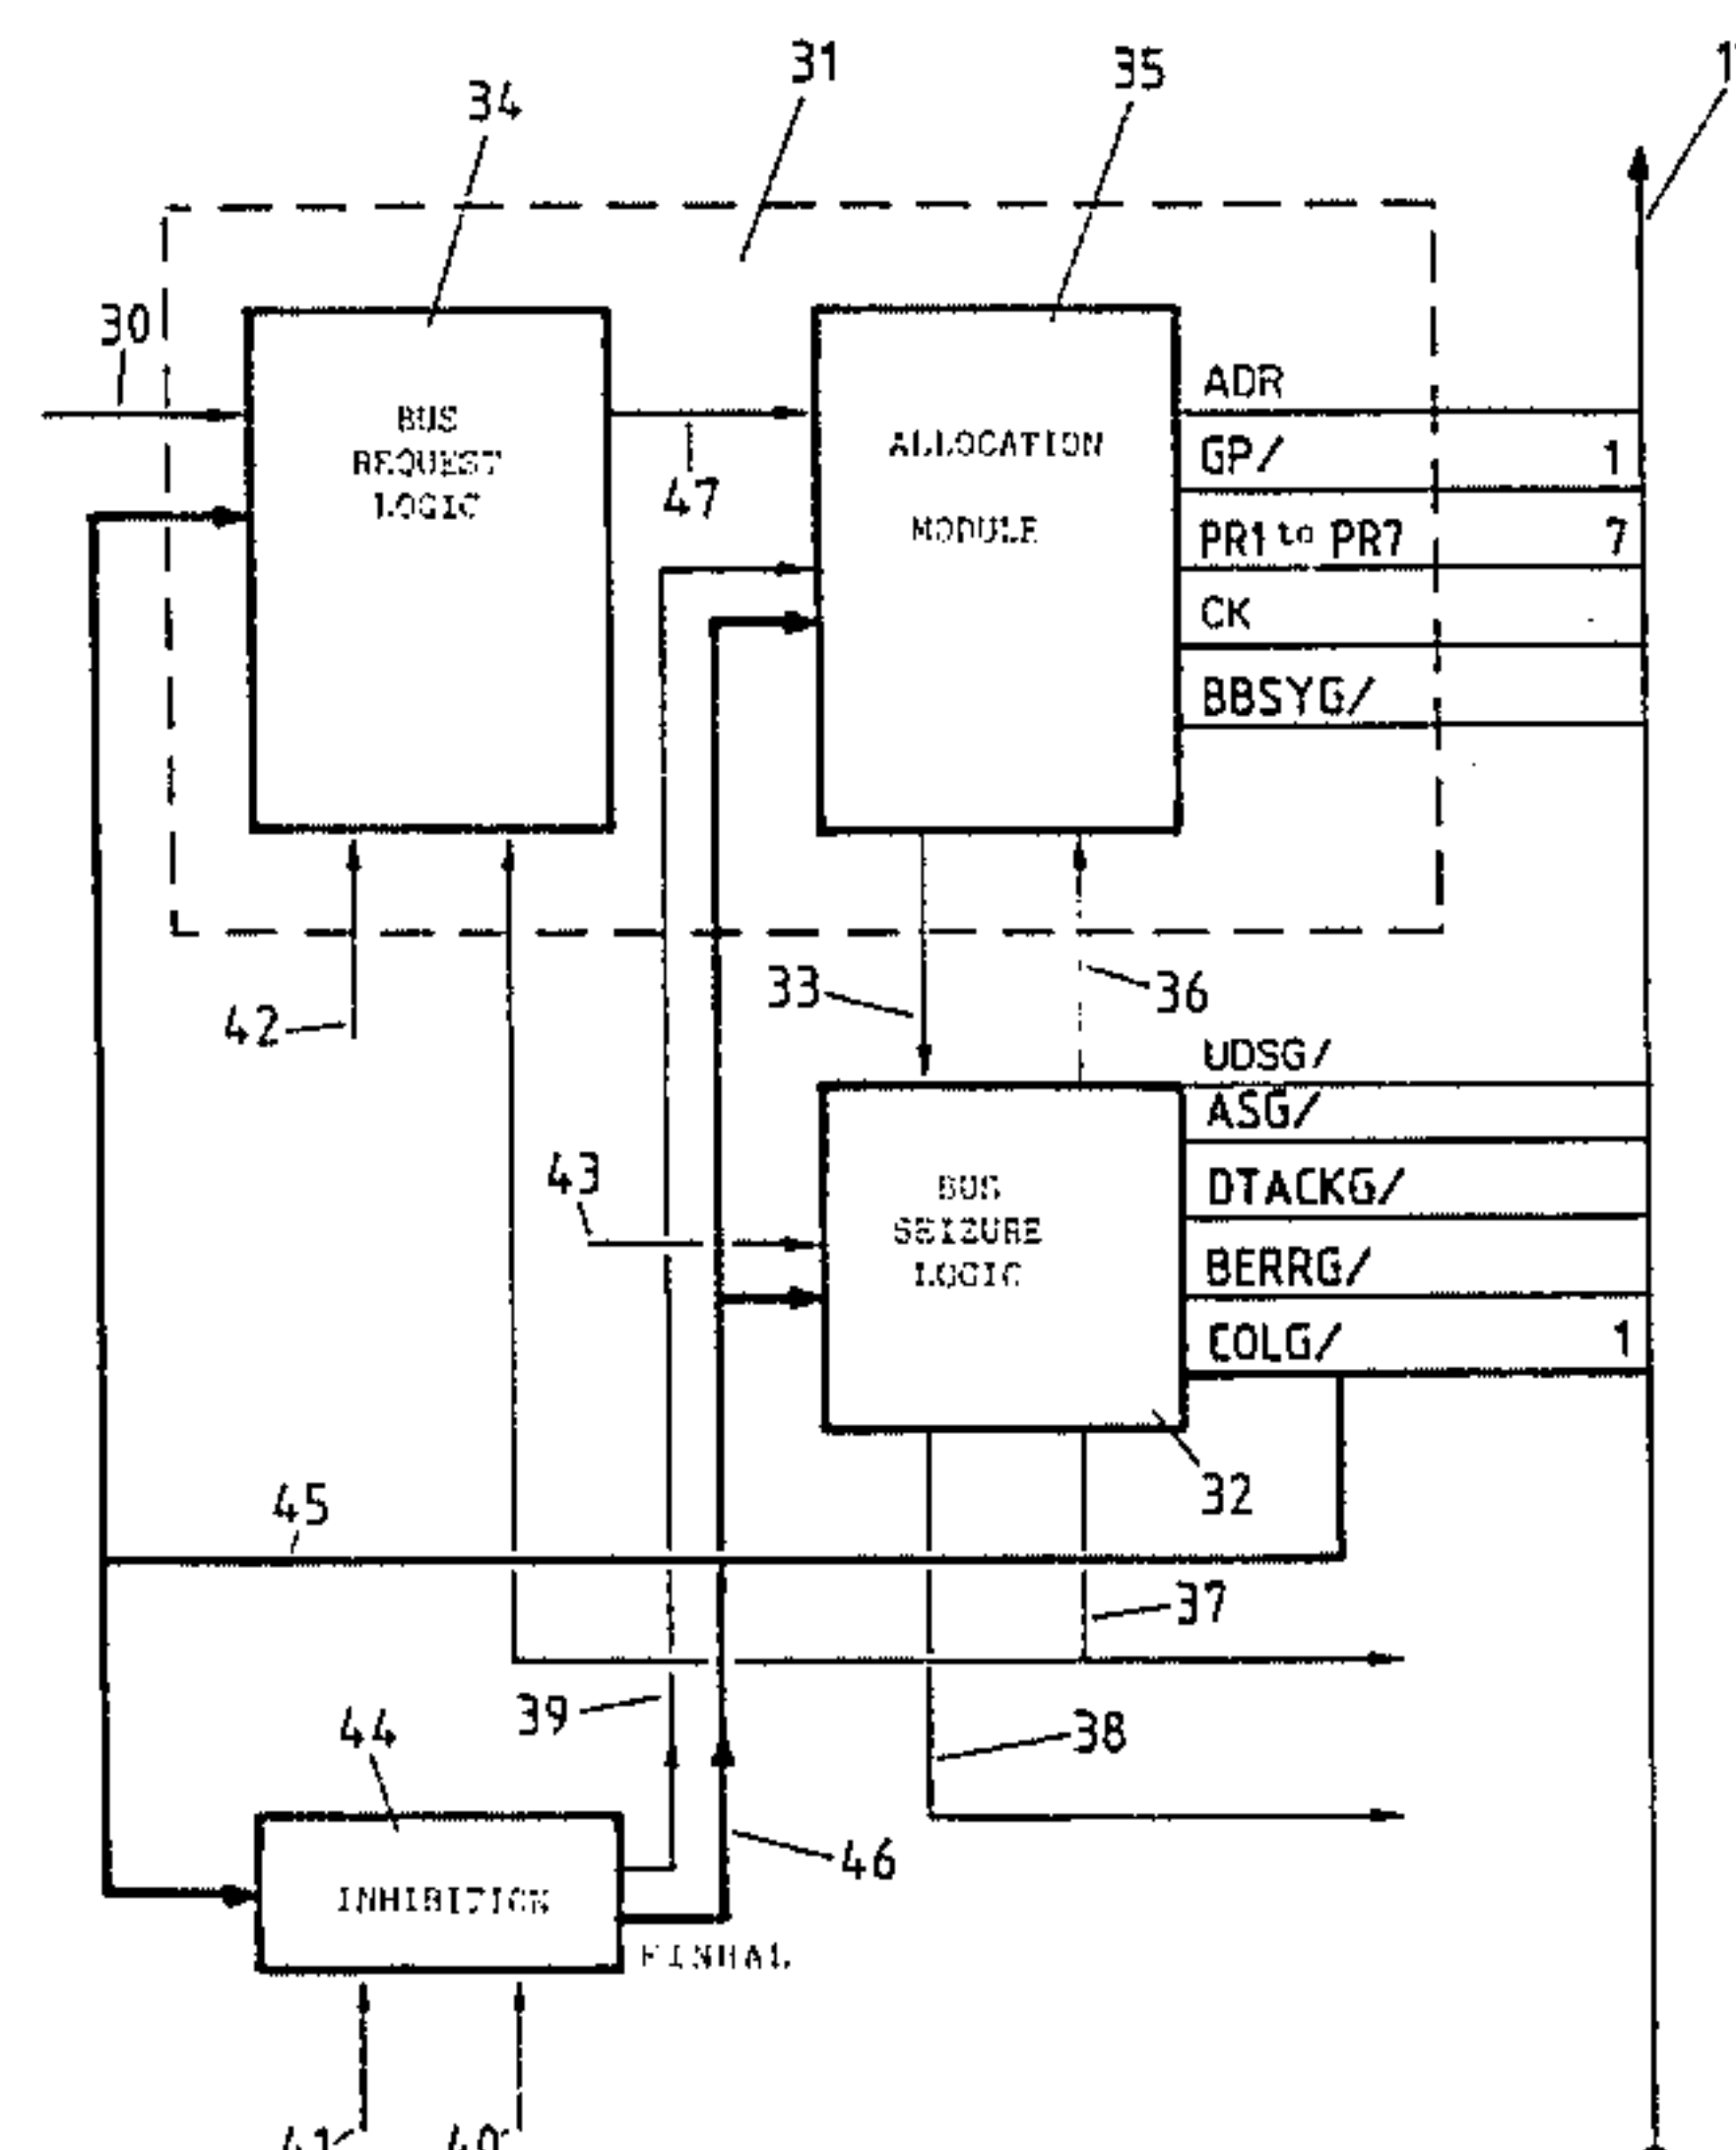 31
35
34
30
BUS
REQUEST
LOGIC
47
ALLOCATION
MODULE
ADR
GP/ 1
PR1 to PR7 7
CK
BBSYG/
33
36
42
UDSG/
ASG/
43
BUS
SEIZURE
LOGIC
DTACKG/
BERRG/
COLG/ 1
32
45
37
39
38
44
46
INHIBITION
41
40